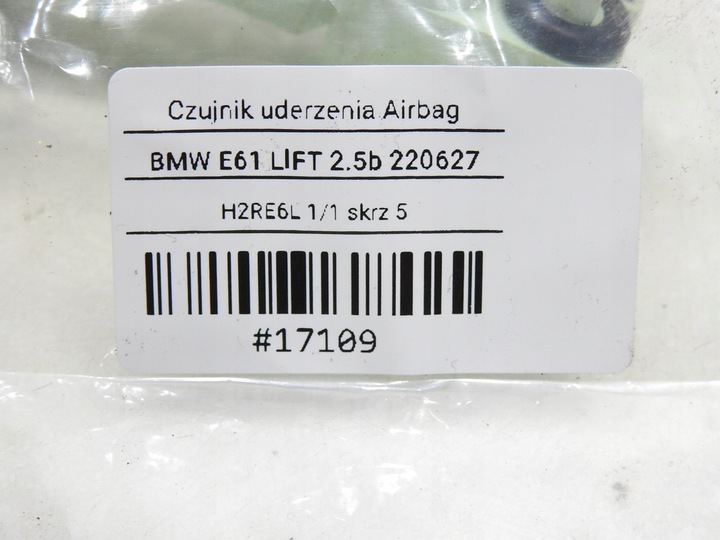 Czujnik uderzenia Airbag
BMW E61 LIFT 2.5b 220627
H2RE6L 1/1 skrz 5
#17109